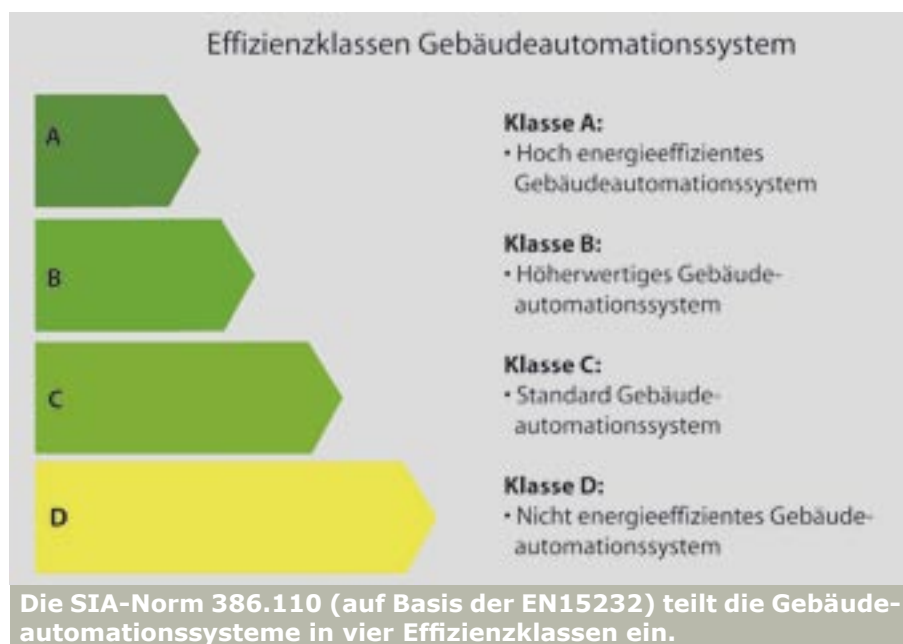 Effizienzklassen Gebäudeautomationssystem
A
Klasse A:
• Hoch energieeffizientes
Gebäudeautomationssystem
B
Klasse B:
• Höherwertiges Gebäude-
automationssystem
C
Klasse C:
• Standard Gebäude-
automationssystem
D
Klasse D:
• Nicht energieeffizientes Gebäude-
automationssystem
Die SIA-Norm 386.110 (auf Basis der EN15232) teilt die Gebäude-
automationssysteme in vier Effizienzklassen ein.